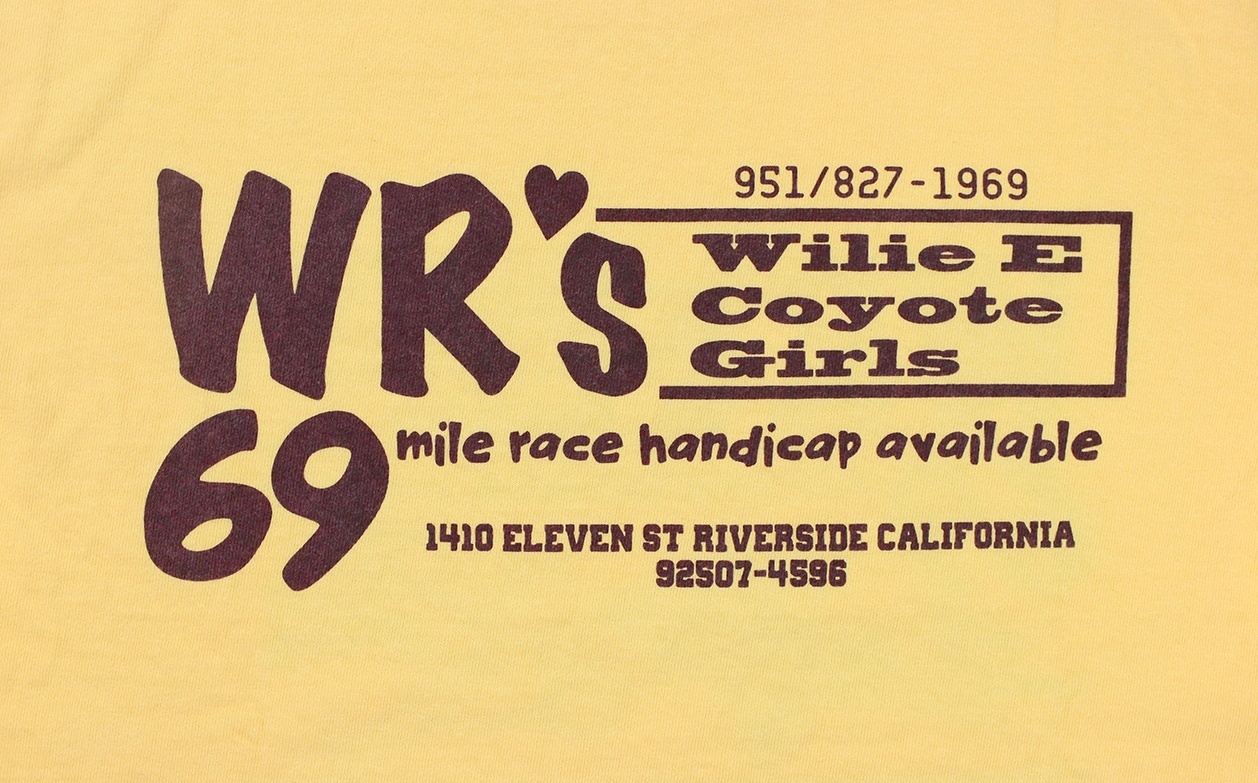 951/827-1969
WR's
Wilie E
Coyote
Girls
69 mile race handicap available
1410 ELEVEN ST RIVERSIDE CALIFORNIA
92507-4596